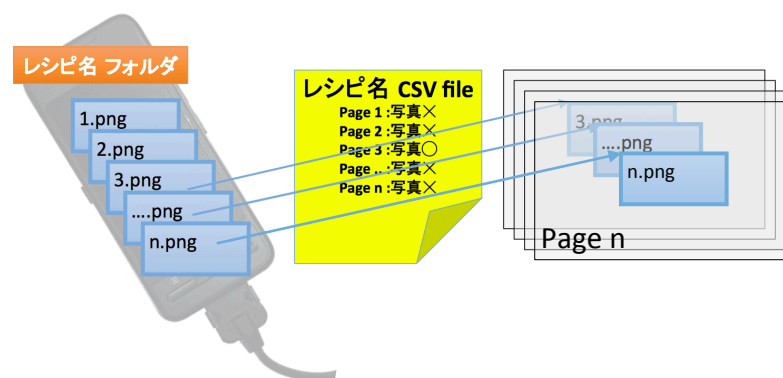 レシピ名 フォルダ
1.png
2.png
3.png
....png
n.png
レシピ名 CSV file
Page 1 :写真×
Page 2 :写真×
Page 3 :写真○
Page .. :写真×
Page n :写真×
3.png
....png
n.png
Page n